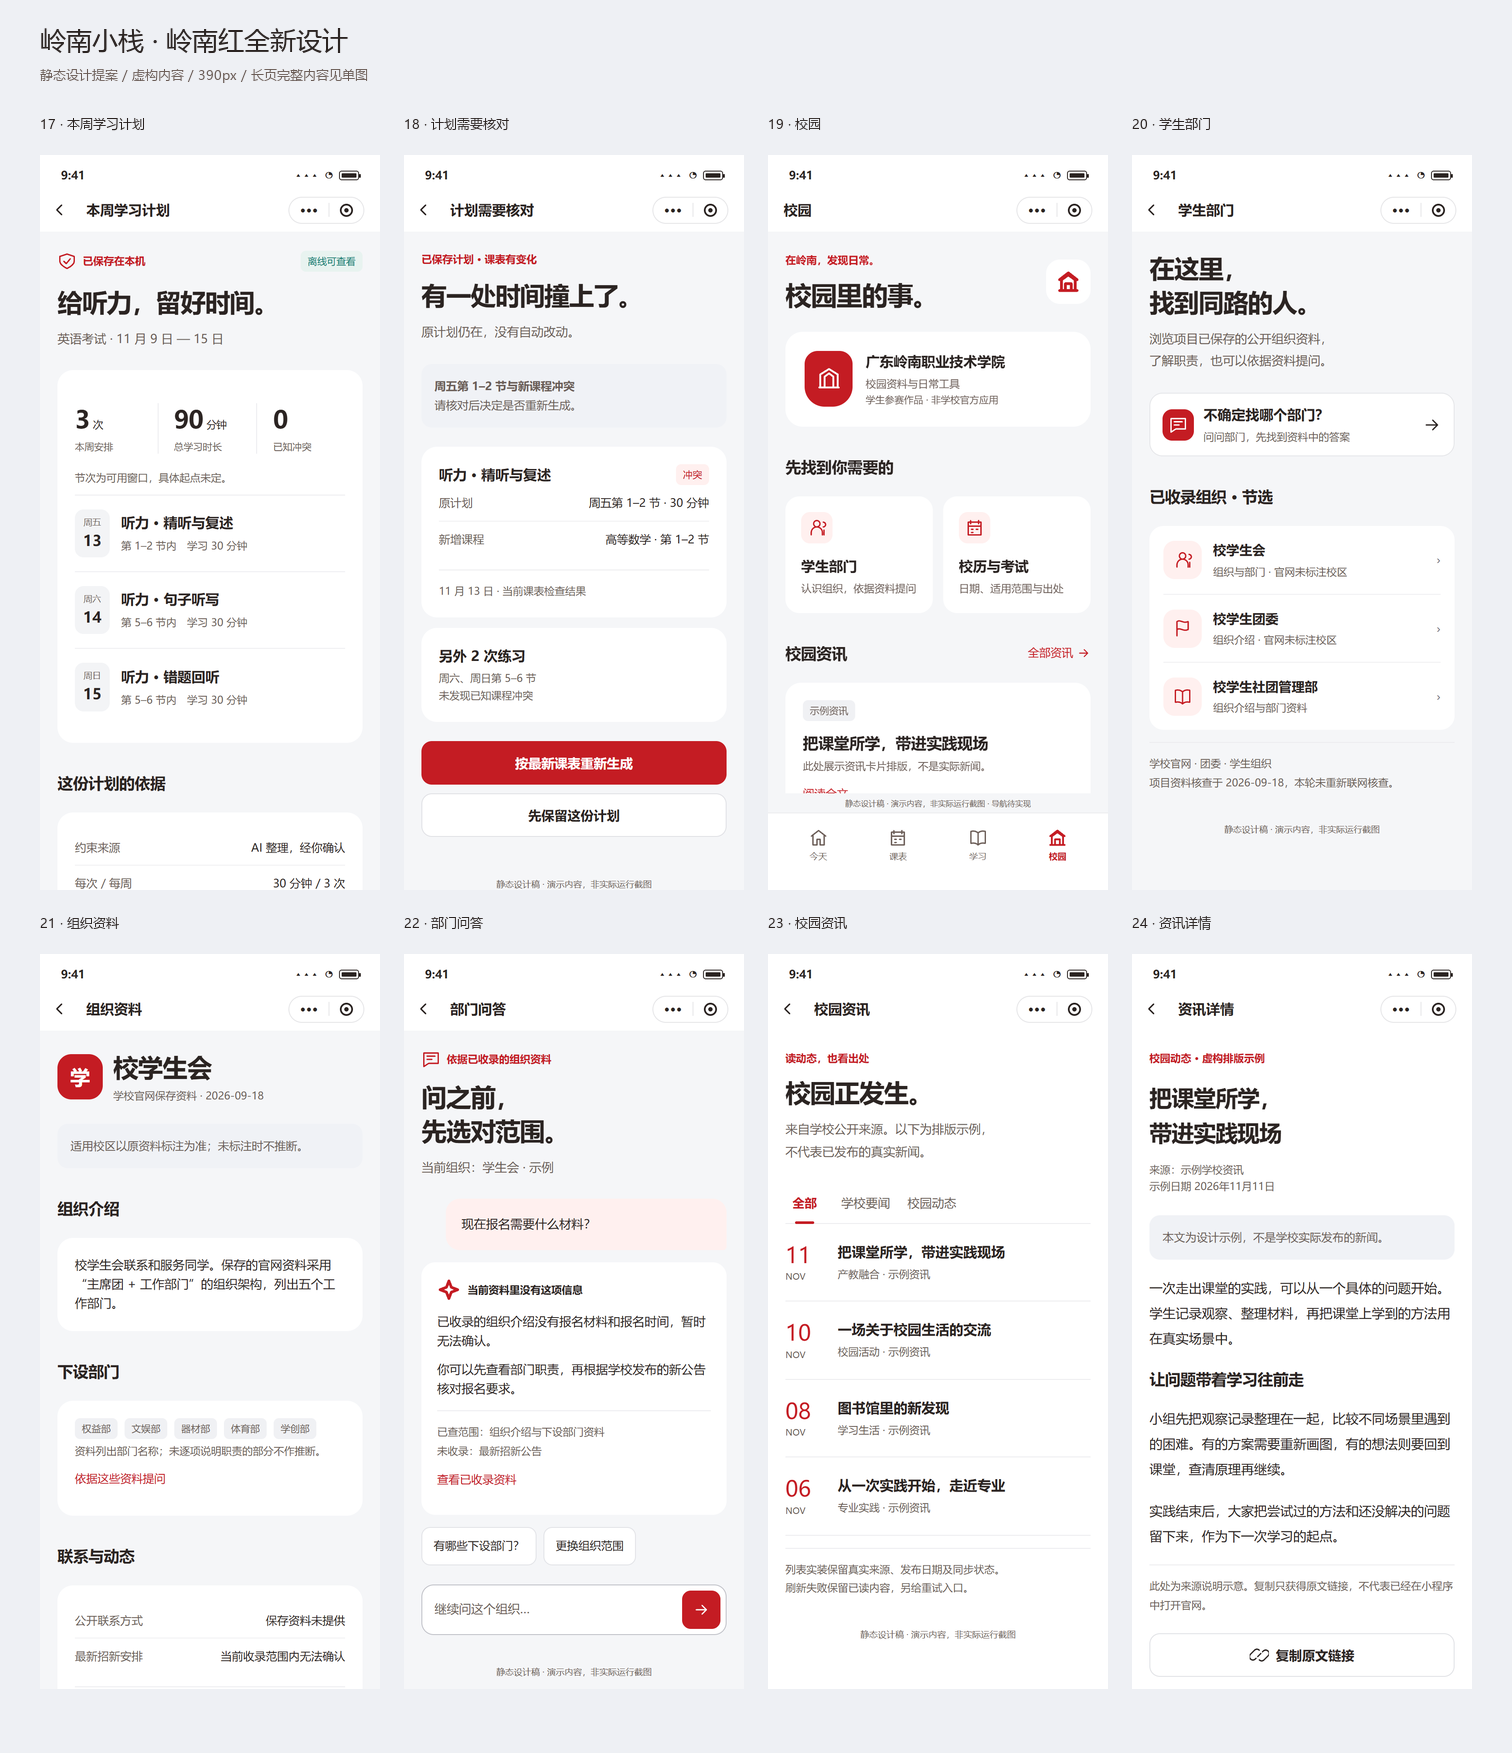 岭南小栈 · 岭南红全新设计
静态设计提案 / 虚构内容 / 390px / 长页完整内容见单图
17 · 本周学习计划
9:41
本周学习计划
已保存在本机
离线可查看
给听力，留好时间。
英语考试 · 11 月 9 日 — 15 日
3 次
90 分钟
0
本周安排
总学习时长
已知冲突
节次为可用窗口，具体起点未定。
周五
13
听力 • 精听与复述
第 1–2 节内 学习 30 分钟
周六
14
听力 • 句子听写
第 5–6 节内 学习 30 分钟
周日
15
听力 • 错题回听
第 5–6 节内 学习 30 分钟
这份计划的依据
约束来源
AI 整理，经你确认
每次 / 每周
30 分钟 / 3 次
18 · 计划需要核对
9:41
计划需要核对
已保存计划 • 课表有变化
有一处时间撞上了。
原计划仍在，没有自动改动。
周五第 1–2 节与新课程冲突
请核对后决定是否重新生成。
听力 • 精听与复述
冲突
原计划
周五第 1–2 节 · 30 分钟
新增课程
高等数学 · 第 1–2 节
11 月 13 日 · 当前课表检查结果
另外 2 次练习
周六、周日第 5–6 节
未发现已知课程冲突
按最新课表重新生成
先保留这份计划
静态设计稿 · 演示内容，非实际运行截图
19 · 校园
9:41
校园
在岭南，发现日常。
校园里的事。
广东岭南职业技术学院
校园资料与日常工具
学生参赛作品 · 非学校官方应用
先找到你需要的
学生部门
认识组织，依据资料提问
校历与考试
日期、适用范围与出处
校园资讯
全部资讯 →
示例资讯
把课堂所学，带进实践现场
此处展示资讯卡片排版，不是实际新闻。
阅读全文
静态设计稿 · 演示内容，非实际运行截图 · 导航待实现
今天
课表
学习
校园
20 · 学生部门
9:41
学生部门
在这里，
找到同路的人。
浏览项目已保存的公开组织资料，
了解职责，也可以依据资料提问。
不确定找哪个部门？
问问部门，先找到资料中的答案
已收录组织 • 节选
校学生会
组织与部门 · 官网未标注校区
校学生团委
组织介绍 · 官网未标注校区
校学生社团管理部
组织介绍与部门资料
学校官网 · 团委 · 学生组织
项目资料核查于 2026-09-18，本轮未重新联网核查。
静态设计稿 · 演示内容，非实际运行截图
21 · 组织资料
9:41
组织资料
学
校学生会
学校官网保存资料 · 2026-09-18
适用校区以原资料标注为准；未标注时不推断。
组织介绍
校学生会联系和服务同学。保存的官网资料采用
“主席团 + 工作部门”的组织架构，列出五个工
作部门。
下设部门
权益部
文娱部
器材部
体育部
学创部
资料列出部门名称；未逐项说明职责的部分不作推断。
依据这些资料提问
联系与动态
公开联系方式
保存资料未提供
最新招新安排
当前收录范围内无法确认
22 · 部门问答
9:41
部门问答
依据已收录的组织资料
问之前，
先选对范围。
当前组织：学生会 · 示例
现在报名需要什么材料？
当前资料里没有这项信息
已收录的组织介绍没有报名材料和报名时间，暂时
无法确认。
你可以先查看部门职责，再根据学校发布的新公告
核对报名要求。
已查范围：组织介绍与下设部门资料
未收录：最新招新公告
查看已收录资料
有哪些下设部门？
更换组织范围
继续问这个组织...
静态设计稿 · 演示内容，非实际运行截图
23 · 校园资讯
9:41
校园资讯
读动态，也看出处
校园正发生。
来自学校公开来源。以下为排版示例，
不代表已发布的真实新闻。
全部
学校要闻
校园动态
11
NOV
把课堂所学，带进实践现场
产教融合 · 示例资讯
10
NOV
一场关于校园生活的交流
校园活动 · 示例资讯
08
NOV
图书馆里的新发现
学习生活 · 示例资讯
06
NOV
从一次实践开始，走近专业
专业实践 · 示例资讯
列表实装保留真实来源、发布日期及同步状态。
刷新失败保留已读内容，另给重试入口。
静态设计稿 · 演示内容，非实际运行截图
24 · 资讯详情
9:41
资讯详情
校园动态 • 虚构排版示例
把课堂所学，
带进实践现场
来源：示例学校资讯
示例日期 2026年11月11日
本文为设计示例，不是学校实际发布的新闻。
一次走出课堂的实践，可以从一个具体的问题开始。
学生记录观察、整理材料，再把课堂上学到的方法用
在真实场景中。
让问题带着学习往前走
小组先把观察记录整理在一起，比较不同场景里遇到
的困难。有的方案需要重新画图，有的想法则要回到
课堂，查清原理再继续。
实践结束后，大家把尝试过的方法和还没解决的问题
留下来，作为下一次学习的起点。
此处为来源说明示意。复制只获得原文链接，不代表已经在小程序
中打开官网。
复制原文链接